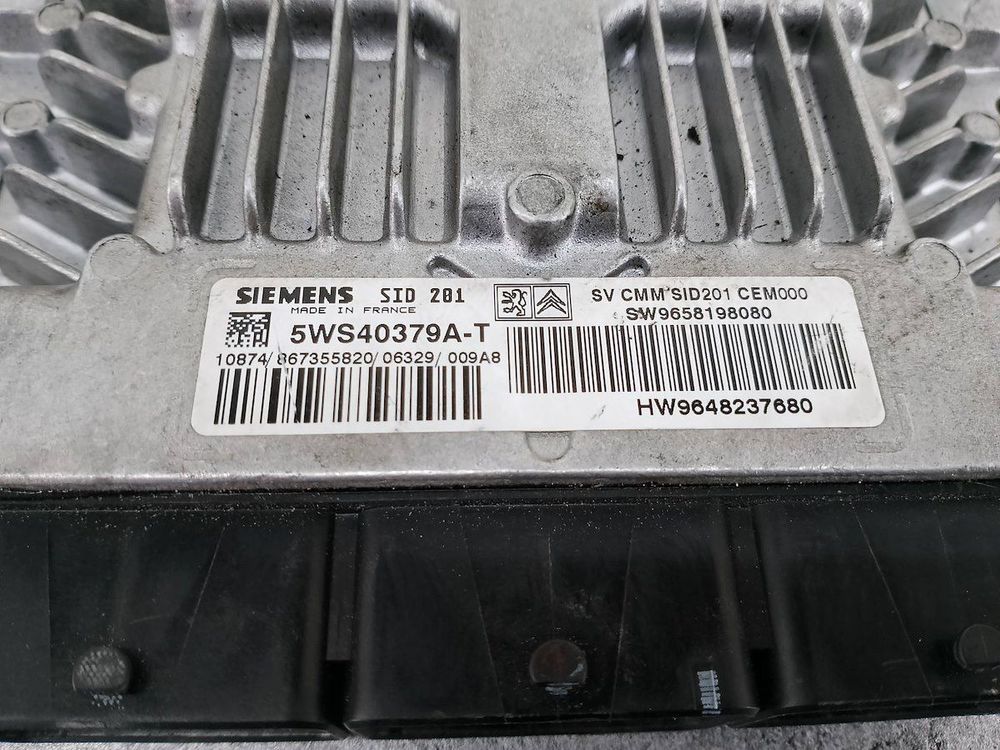 SIEMENS SID 201
MADE IN FRANCE
5WS40379A-T
10874/867355820/06329/009A8
SV CMM SID201 CEM000
SW9658198080
HW9648237680